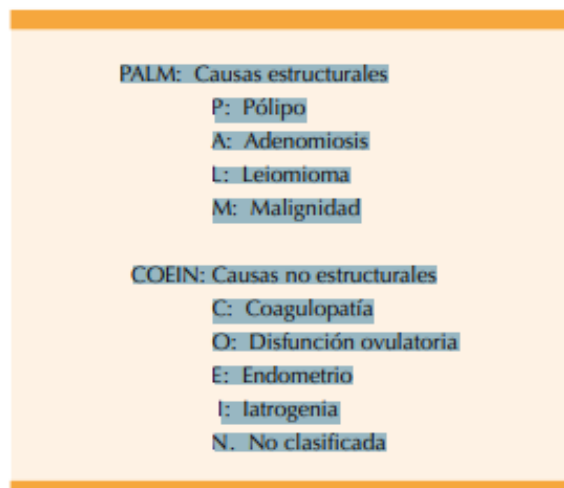 PALM: Causas estructurales
P: Pólipo
A: Adenomiosis
L: Leiomioma
M: Malignidad
COEIN: Causas no estructurales
C: Coagulopatía
O: Disfunción ovulatoria
E: Endometrio
I: Iatrogenia
N. No clasificada